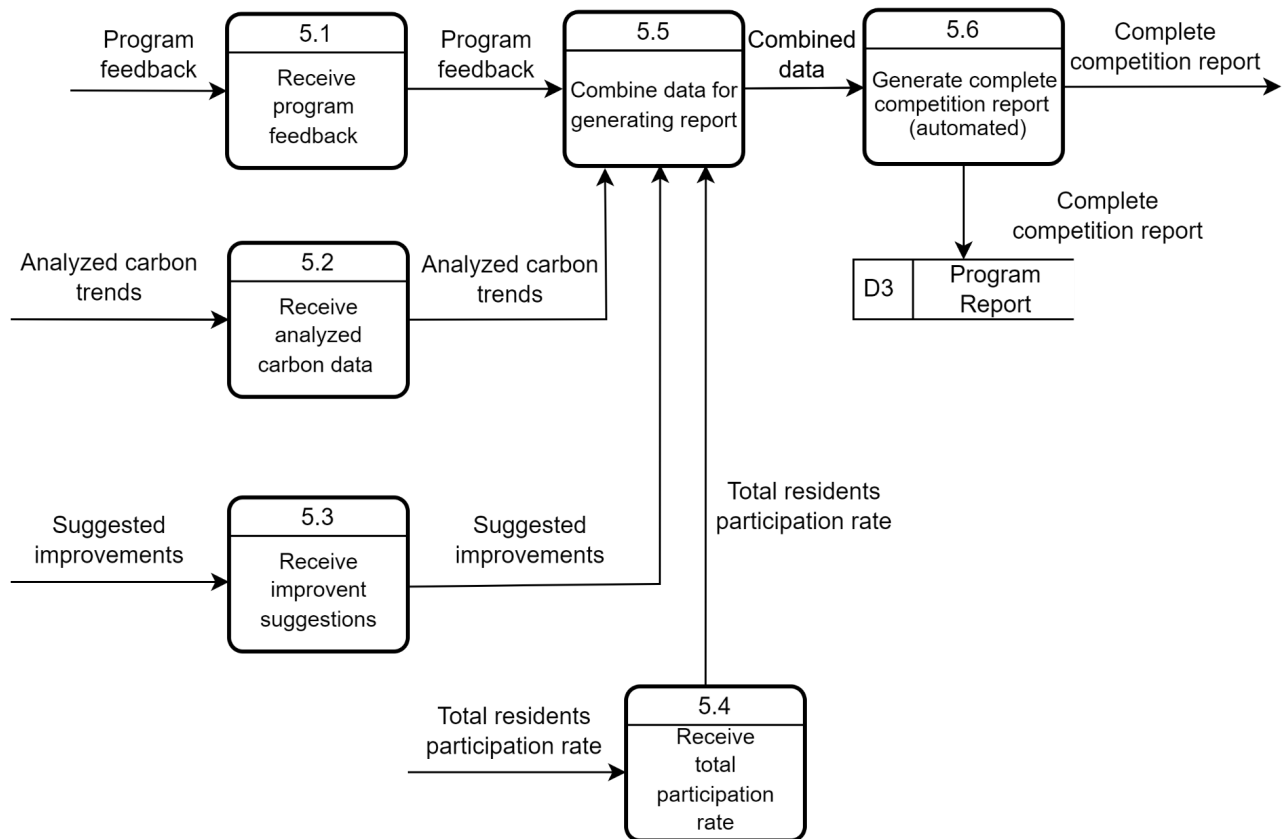 Program
feedback
5.1
Receive
program
feedback
Program
feedback
5.5
Combine data for
generating report
Combined
data
5.6
Generate complete
competition report
(automated)
Complete
competition report
Complete
competition report
D3
Program
Report
Analyzed carbon
trends
5.2
Receive
analyzed
carbon data
Analyzed carbon
trends
Suggested
improvements
5.3
Receive
improvent
suggestions
Suggested
improvements
Total residents
participation rate
Total residents
participation rate
5.4
Receive
total
participation
rate